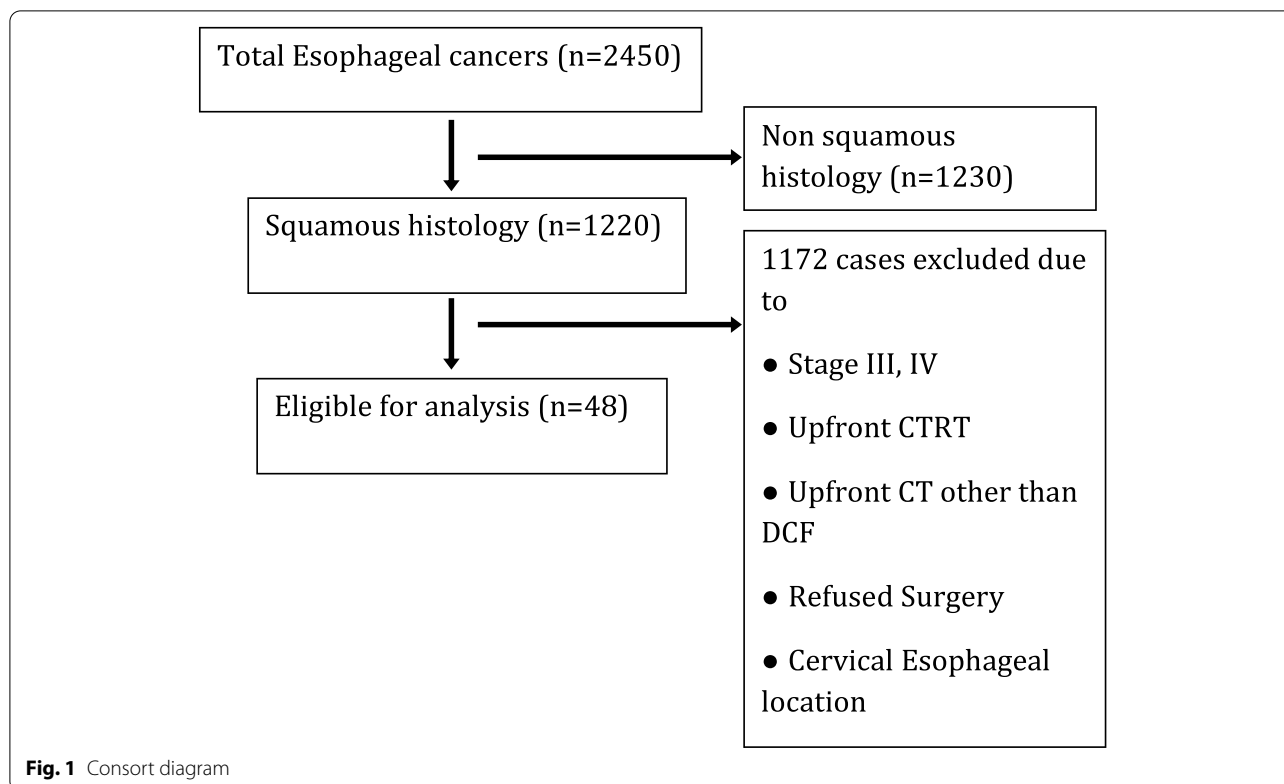 Total Esophageal cancers (n=2450)
Non squamous
histology (n=1230)
Squamous histology (n=1220)
1172 cases excluded due
to
● Stage III, IV
● Upfront CTRT
● Upfront CT other than
DCF
● Refused Surgery
● Cervical Esophageal
location
Eligible for analysis (n=48)
Fig. 1 Consort diagram